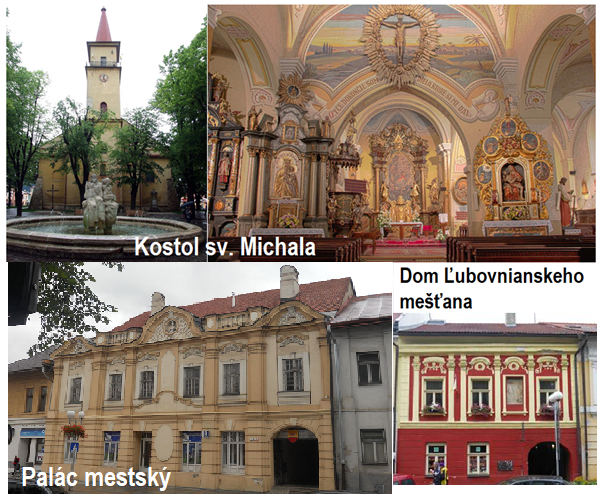 Kostol sv. Michala
Dom Ľubovnianskeho
mešťana
Palác mestský